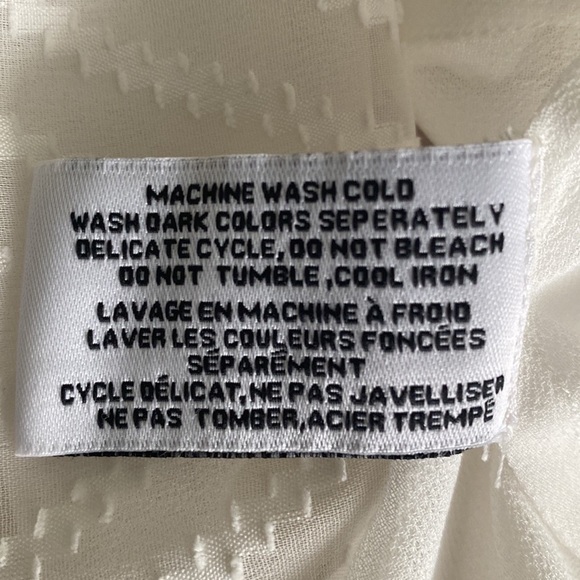 MACHINE WASH COLD
WASH DARK COLORS SEPERATELY
DELICATE CYCLE, DO NOT BLEACH
DO NOT TUMBLE ,COOL IRON
LAVAGE EN MACHINE À FROID
LAVER LES COULEURS FONCÉES
SÉPARÉMENT
CYCLE DÉLICAT, NE PAS JAVELLISER
NE PAS TOMBER, ACIER TREMPÉ